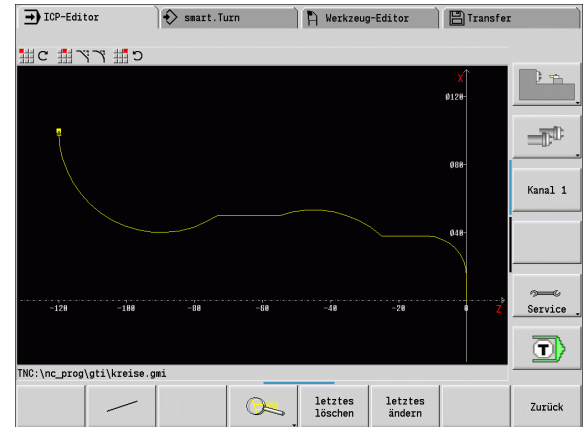 ICP-Editor
smart.Turn
Werkzeug-Editor
Transfer
X
Ø120
Ø80
Ø40
-120 -100 -80 -60 -40 -20 0 Z
Kanal 1
Service
T
TNC:\nc_prog\gti\kreise.gmi
letztes
löschen
letztes
ändern
Zurück